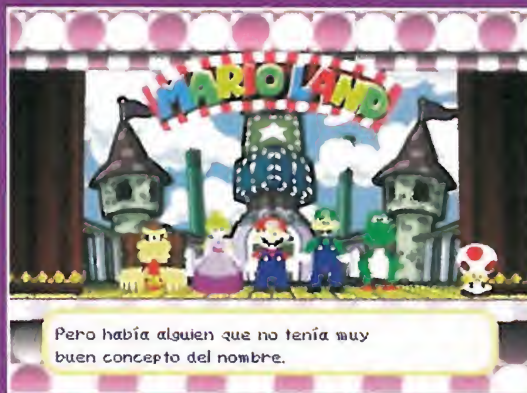 MARIO LAND
Pero había alguien que no tenía muy
buen concepto del nombre.